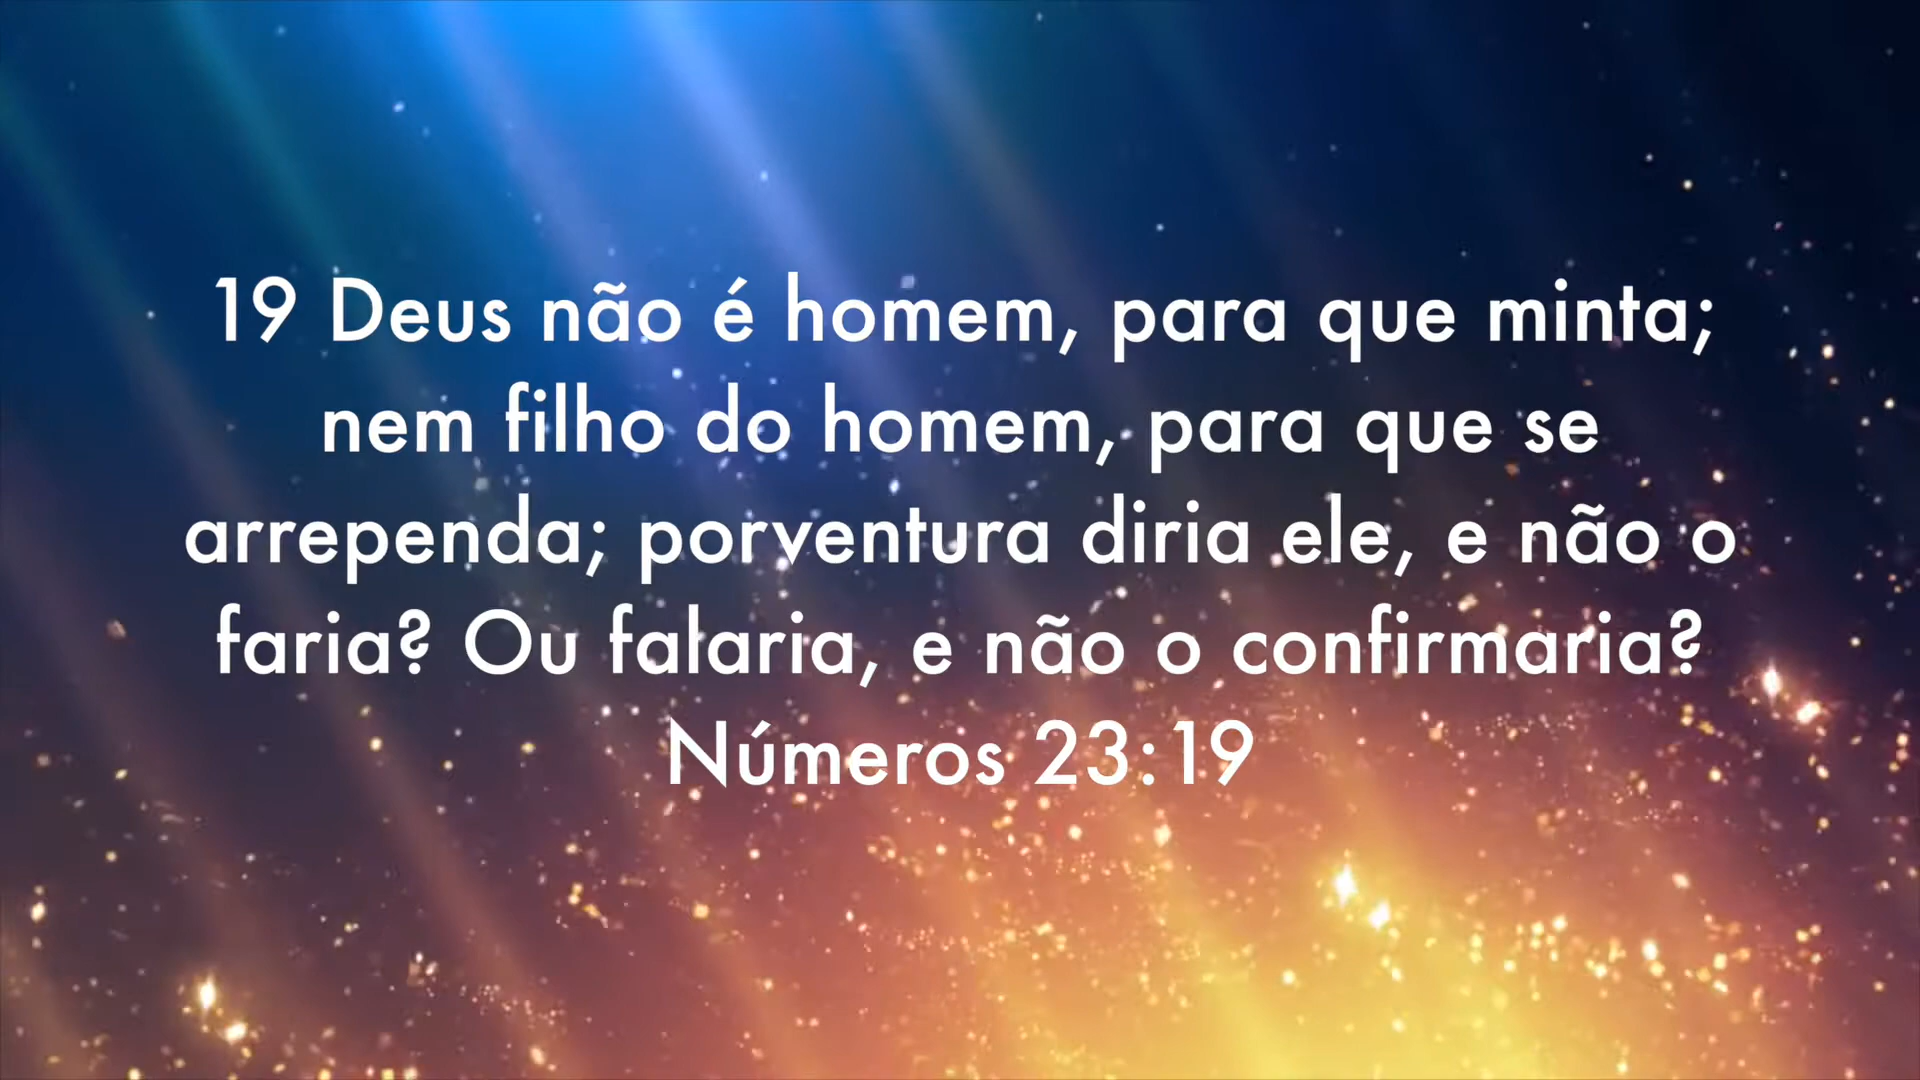 19 Deus não é homem, para que minta;
nem filho do homem, para que se
arrependa; porventura diria ele, e não o
faria? Ou falaria, e não o confirmaria?
Números 23:19